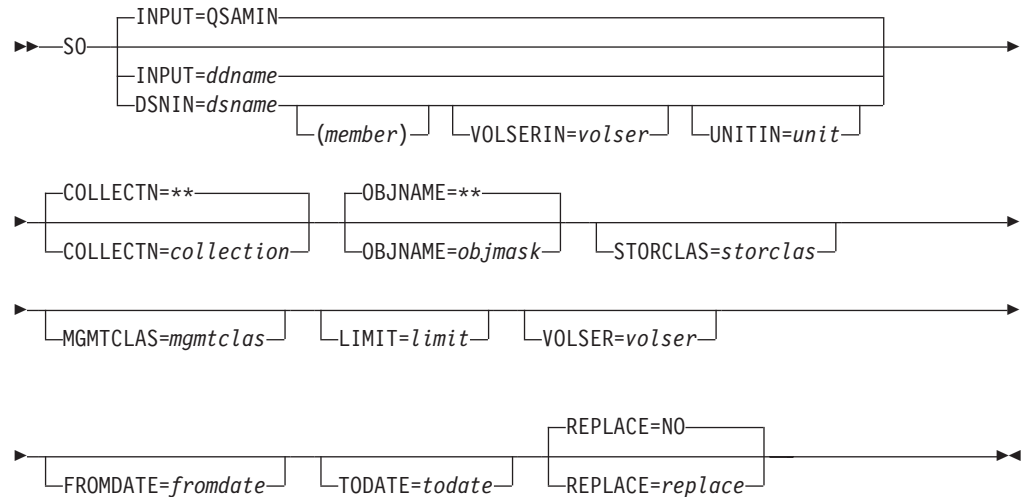 INPUT=QSAMIN
SO
INPUT=ddname
DSNIN=dsname
(member) VOLSERIN=volser UNITIN=unit
COLLECTN=** OBJNAME=**
COLLECTN=collection OBJNAME=objmask STORCLAS=storclas
MGMTCLAS=mgmtclas LIMIT=limit VOLSER=volser
REPLACE=NO
FROMDATE=fromdate TODATE=todate REPLACE=replace